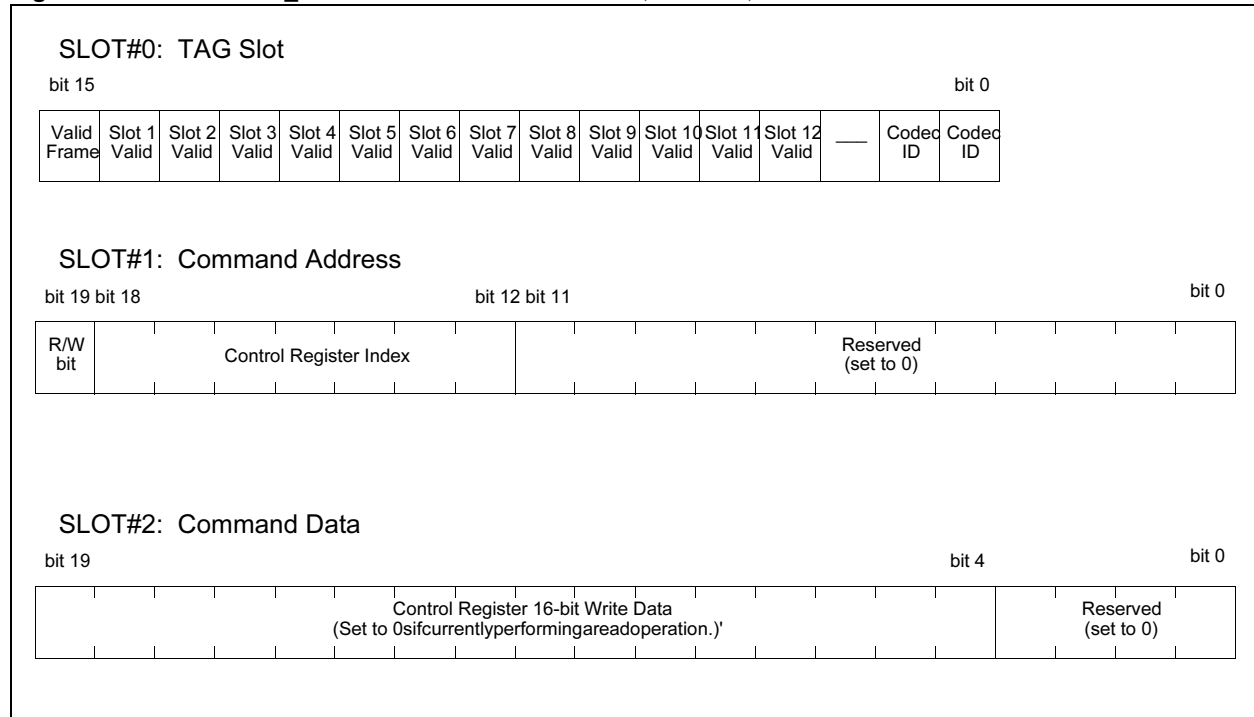 SLOT#0: TAG Slot
bit 15 bit 0
Valid Frame Slot 1 Valid Slot 2 Valid Slot 3 Valid Slot 4 Valid Slot 5 Valid Slot 6 Valid Slot 7 Valid Slot 8 Valid Slot 9 Valid Slot 10 Valid Slot 11 Valid Slot 12 Valid — Codec ID Codec ID
SLOT#1: Command Address
bit 19 bit 18 bit 12 bit 11 bit 0
R/W bit Control Register Index Reserved (set to 0)
SLOT#2: Command Data
bit 19 bit 4 bit 0
Control Register 16-bit Write Data Reserved
(Set to 0sifcurrentlyperformingareadoperation.)' (set to 0)